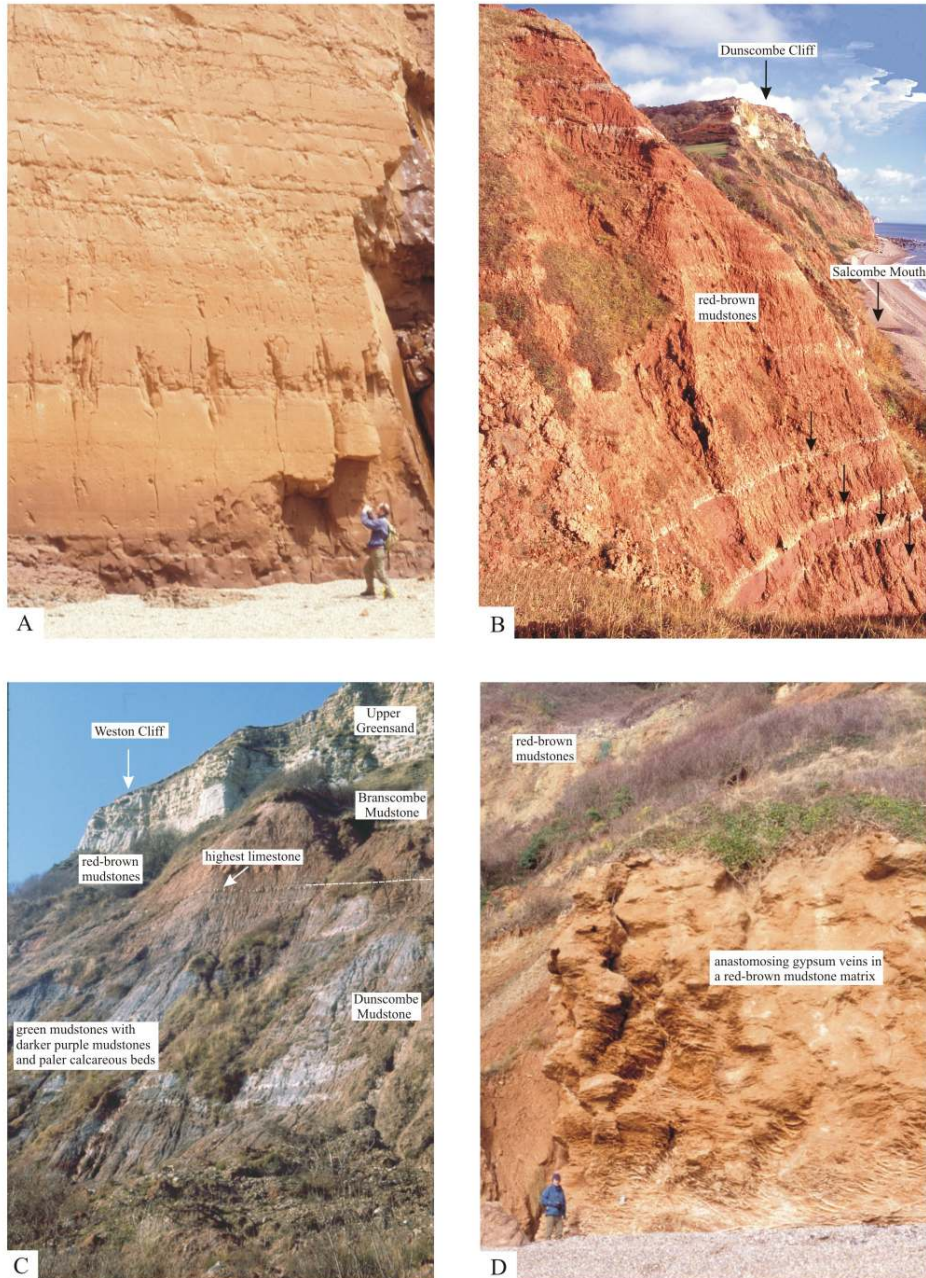 A
Dunscombe Cliff
Salcombe Mouth
red-brown
mudstones
B
Weston Cliff
Upper
Greensand
Branscombe
Mudstone
red-brown
mudstones
highest limestone
Dunscombe
Mudstone
green mudstones with
darker purple mudstones
and paler calcareous beds
C
red-brown
mudstones
anastomosing gypsum veins in
a red-brown mudstone matrix
D